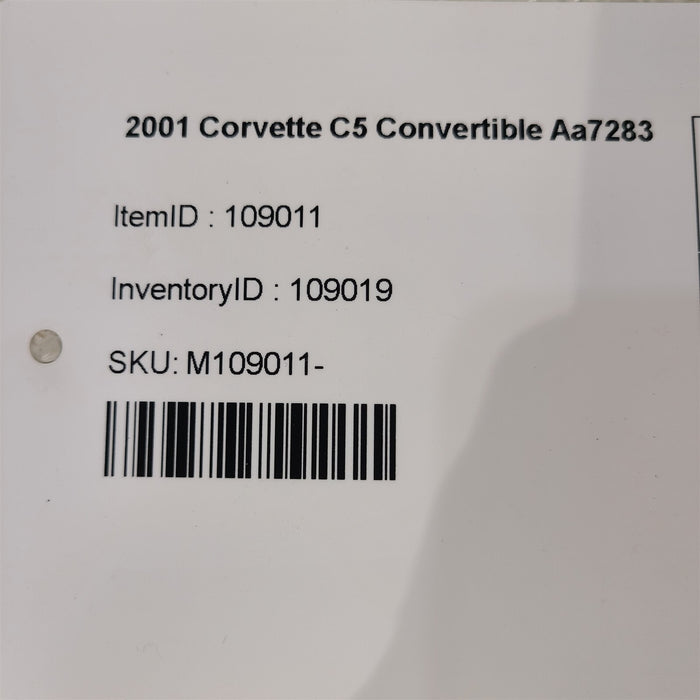 2001 Corvette C5 Convertible Aa7283
ItemID : 109011
InventoryID : 109019
SKU: M109011-